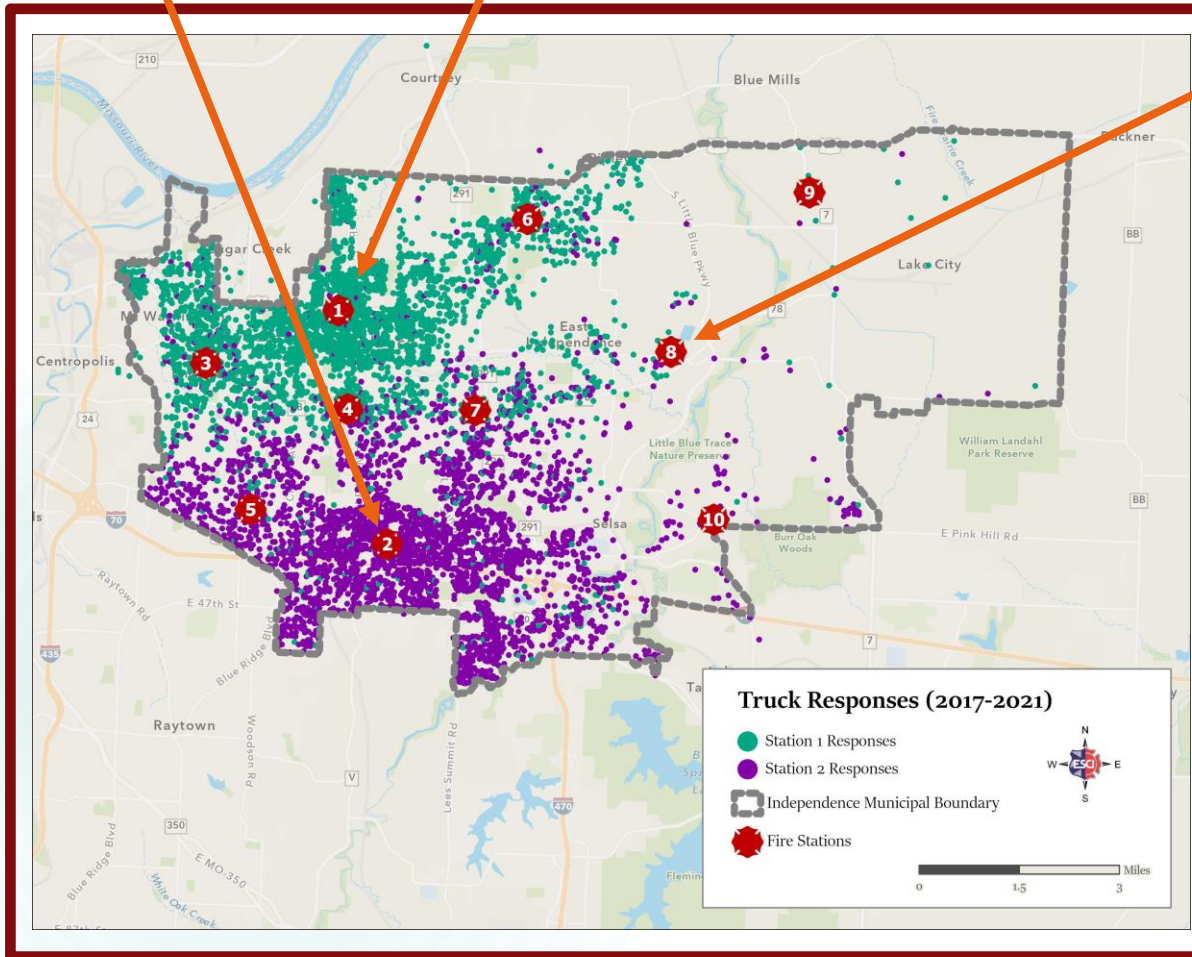 210
Courtney
Blue Mills
Missouri River
Fire Prairie Creek
Buckner
291
9
6
7
S Little Blue Pkwy
BB
Lake City
1
78
Centropolis
East
Independence
8
3
4
7
24
Little Blue Trace
Nature Preserve
William Landahl
Park Reserve
BB
70
5
2
291
Selsa
10
Burr Oak
Woods
E Pink Hill Rd
Raytown Rd
E 47th St
435
Blue Ridge Blvd
7
Raytown
Woodson Rd
Lees Summit Rd
V
470
350
Blue Ridge Blvd
E MO-350
White Oak Creek
Truck Responses (2017-2021)
Station 1 Responses
Station 2 Responses
Independence Municipal Boundary
Fire Stations
N
W
ESCI
E
S
Miles
0
1.5
3